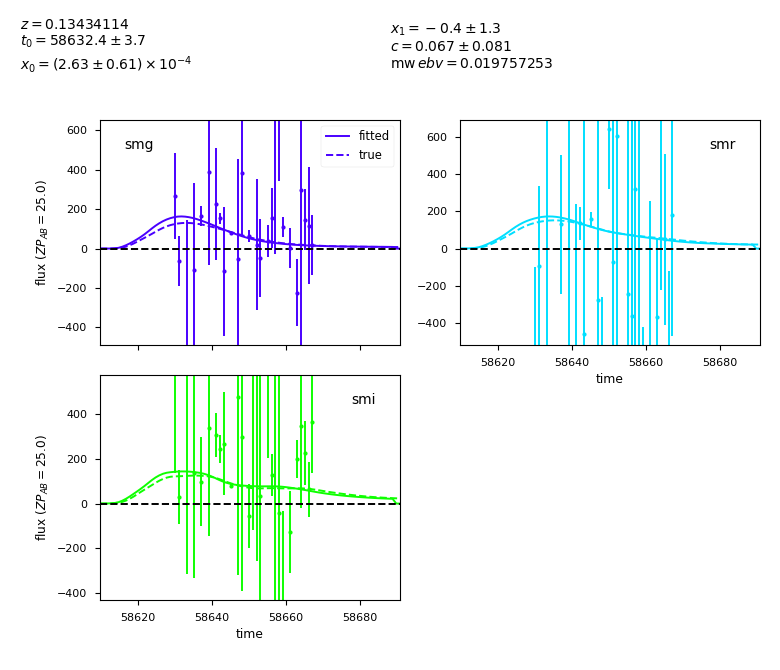 z = 0.13434114
t₀ = 58632.4 ± 3.7
x₀ = (2.63 ± 0.61) × 10⁻⁴
x₁ = −0.4 ± 1.3
c = 0.067 ± 0.081
mw ebv = 0.019757253
smg
fitted
true
600
400
200
0
−200
−400
flux (ZP_AB = 25.0)
smr
600
400
200
0
−200
−400
58620 58640 58660 58680
time
smi
400
200
0
−200
−400
flux (ZP_AB = 25.0)
58620 58640 58660 58680
time